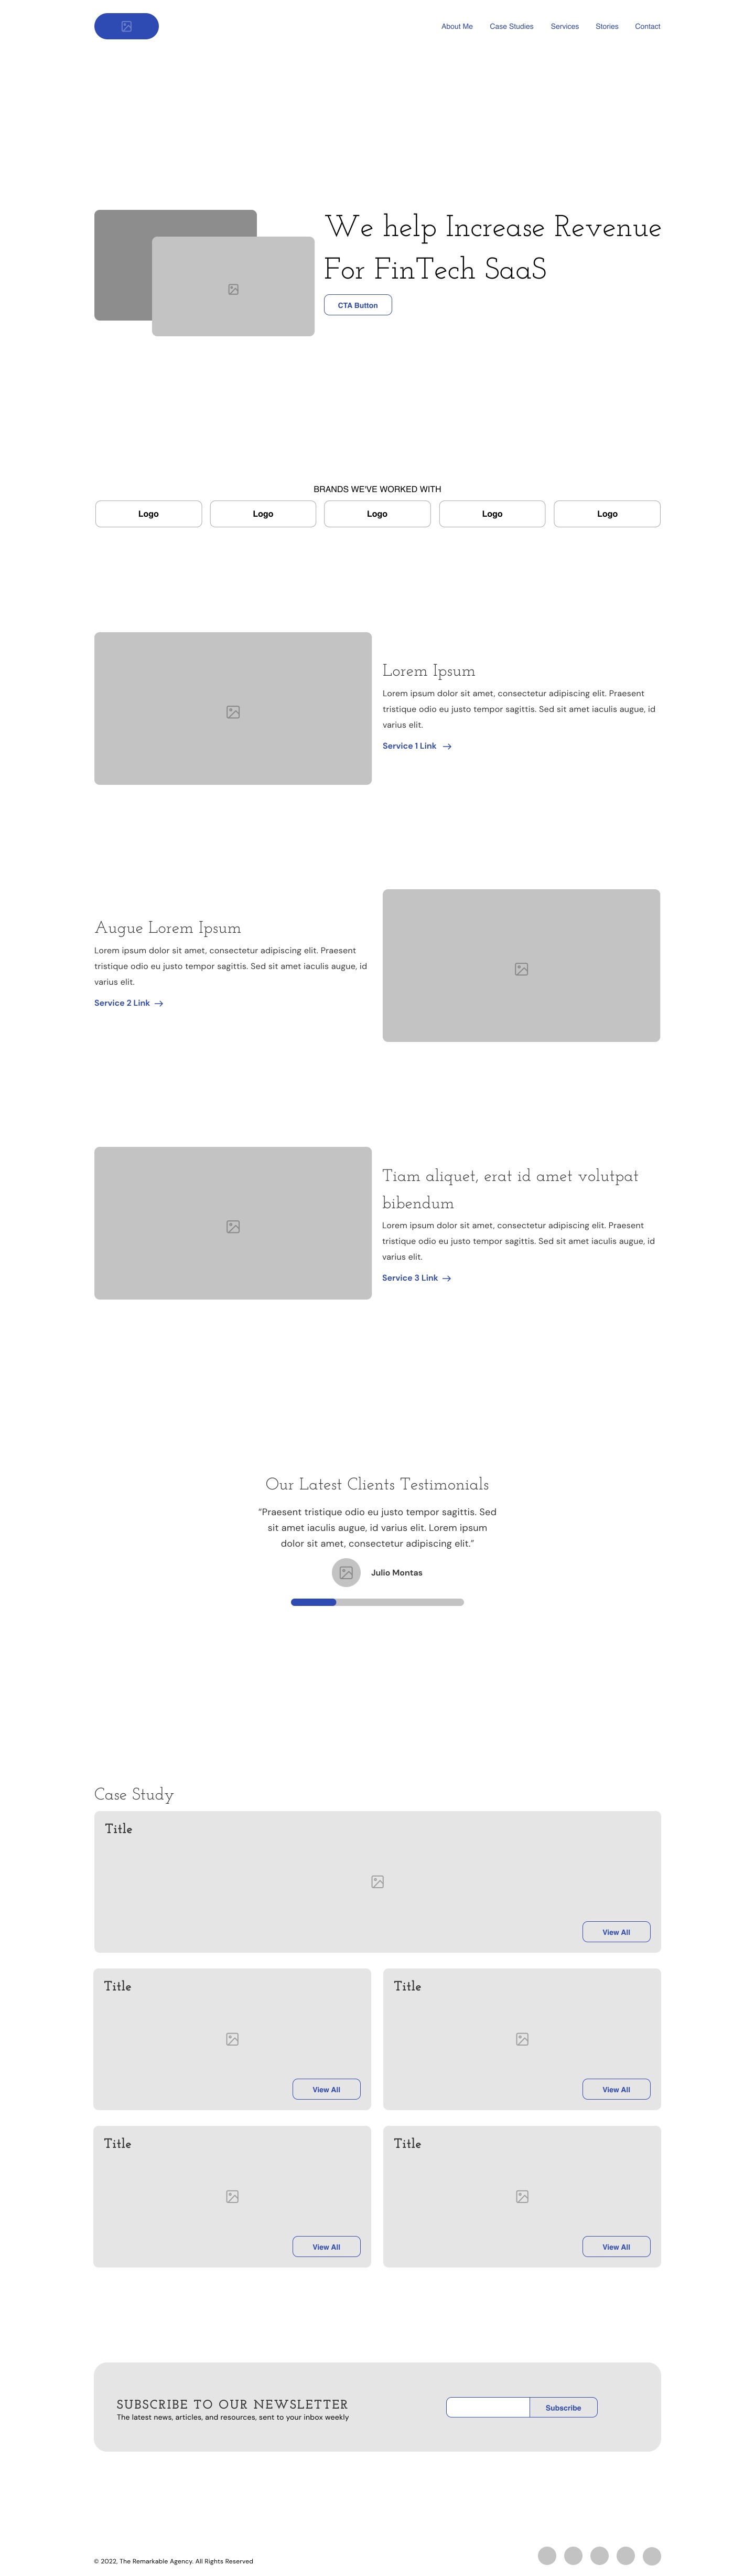 About Me Case Studies Services Stories Contact
We help Increase Revenue
For FinTech SaaS
CTA Button
BRANDS WE'VE WORKED WITH
Logo Logo Logo Logo Logo
Lorem Ipsum
Lorem ipsum dolor sit amet, consectetur adipiscing elit. Praesent
tristique odio eu justo tempor sagittis. Sed sit amet iaculis augue, id
varius elit.
Service 1 Link →
Augue Lorem Ipsum
Lorem ipsum dolor sit amet, consectetur adipiscing elit. Praesent
tristique odio eu justo tempor sagittis. Sed sit amet iaculis augue, id
varius elit.
Service 2 Link →
Tiam aliquet, erat id amet volutpat
bibendum
Lorem ipsum dolor sit amet, consectetur adipiscing elit. Praesent
tristique odio eu justo tempor sagittis. Sed sit amet iaculis augue, id
varius elit.
Service 3 Link →
Our Latest Clients Testimonials
“Praesent tristique odio eu justo tempor sagittis. Sed
sit amet iaculis augue, id varius elit. Lorem ipsum
dolor sit amet, consectetur adipiscing elit.”
Julio Montas
Case Study
Title
View All
Title Title
View All View All
Title Title
View All View All
SUBSCRIBE TO OUR NEWSLETTER
The latest news, articles, and resources, sent to your inbox weekly
Subscribe
© 2022, The Remarkable Agency. All Rights Reserved